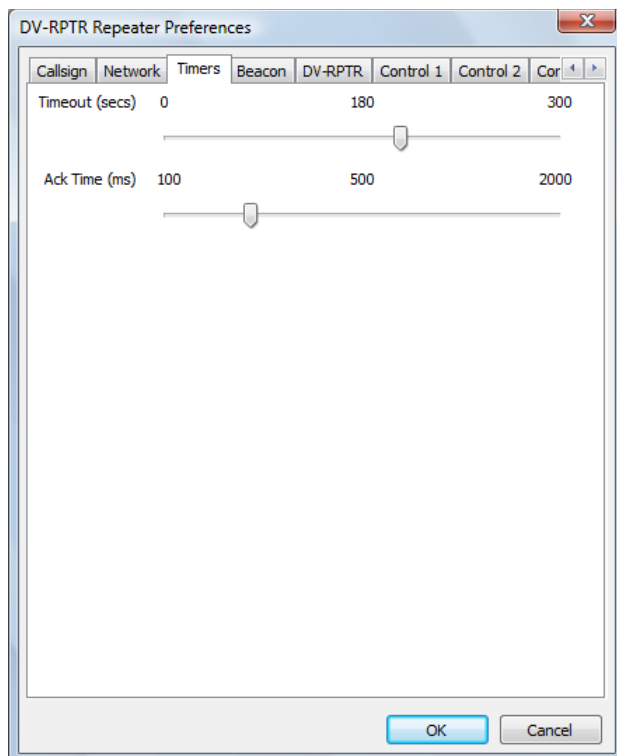 DV-RPTR Repeater Preferences
Callsign Network Timers Beacon DV-RPTR Control 1 Control 2 Cor
Timeout (secs) 0 180 300
Ack Time (ms) 100 500 2000
OK Cancel